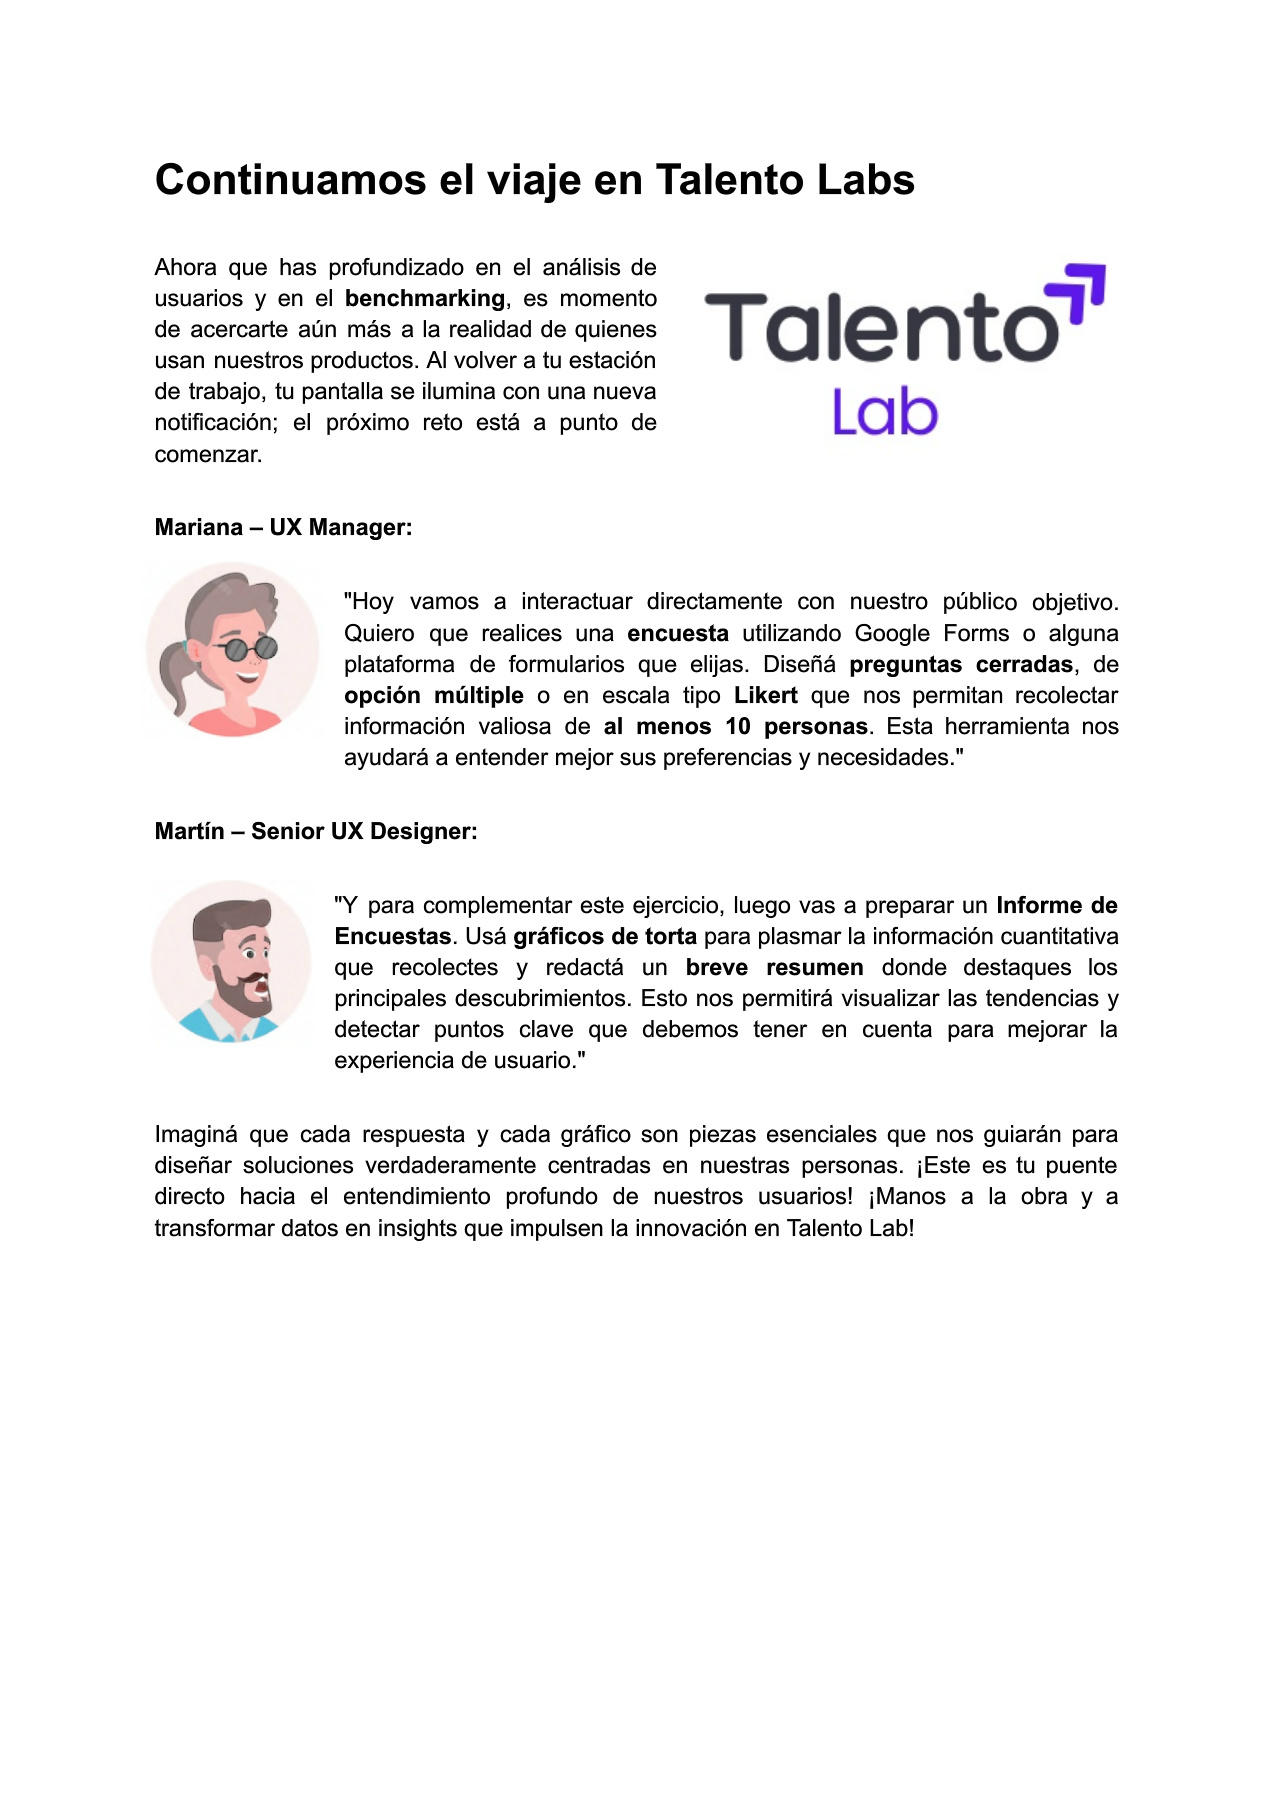 Continuamos el viaje en Talento Labs
Ahora que has profundizado en el análisis de
usuarios y en el benchmarking, es momento
de acercarte aún más a la realidad de quienes
usan nuestros productos. Al volver a tu estación
de trabajo, tu pantalla se ilumina con una nueva
notificación; el próximo reto está a punto de
comenzar.
Talento
Lab
Mariana – UX Manager:
"Hoy vamos a interactuar directamente con nuestro público objetivo.
Quiero que realices una encuesta utilizando Google Forms o alguna
plataforma de formularios que elijas. Diseñá preguntas cerradas, de
opción múltiple o en escala tipo Likert que nos permitan recolectar
información valiosa de al menos 10 personas. Esta herramienta nos
ayudará a entender mejor sus preferencias y necesidades."
Martín – Senior UX Designer:
"Y para complementar este ejercicio, luego vas a preparar un Informe de
Encuestas. Usá gráficos de torta para plasmar la información cuantitativa
que recolectes y redactá un breve resumen donde destaques los
principales descubrimientos. Esto nos permitirá visualizar las tendencias y
detectar puntos clave que debemos tener en cuenta para mejorar la
experiencia de usuario."
Imaginá que cada respuesta y cada gráfico son piezas esenciales que nos guiarán para
diseñar soluciones verdaderamente centradas en nuestras personas. ¡Este es tu puente
directo hacia el entendimiento profundo de nuestros usuarios! ¡Manos a la obra y a
transformar datos en insights que impulsen la innovación en Talento Lab!